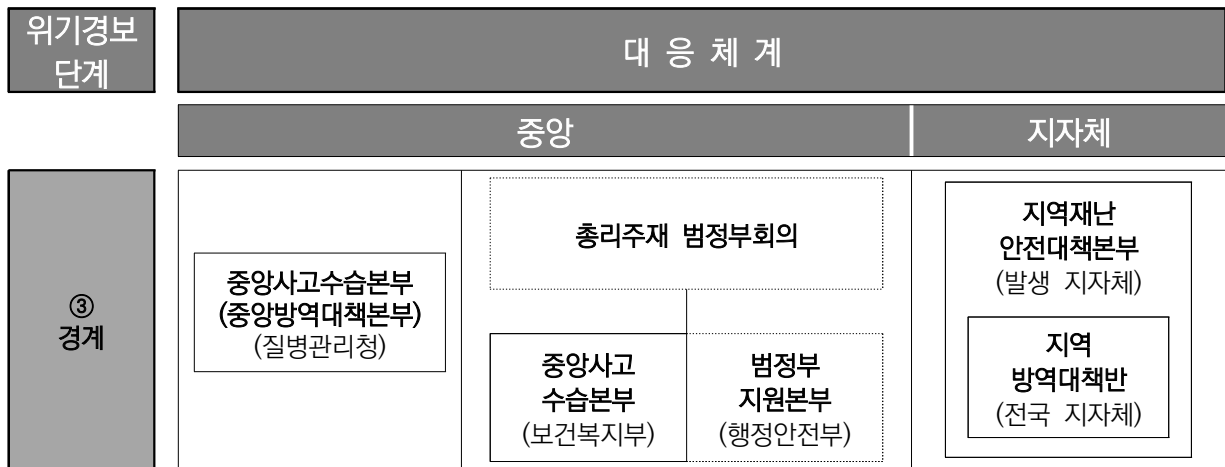 위기경보
단계
대 응 체 계
중앙
지자체
③
경계
중앙사고수습본부
(중앙방역대책본부)
(질병관리청)
총리주재 범정부회의
중앙사고
수습본부
(보건복지부)
범정부
지원본부
(행정안전부)
지역재난
안전대책본부
(발생 지자체)
지역
방역대책반
(전국 지자체)